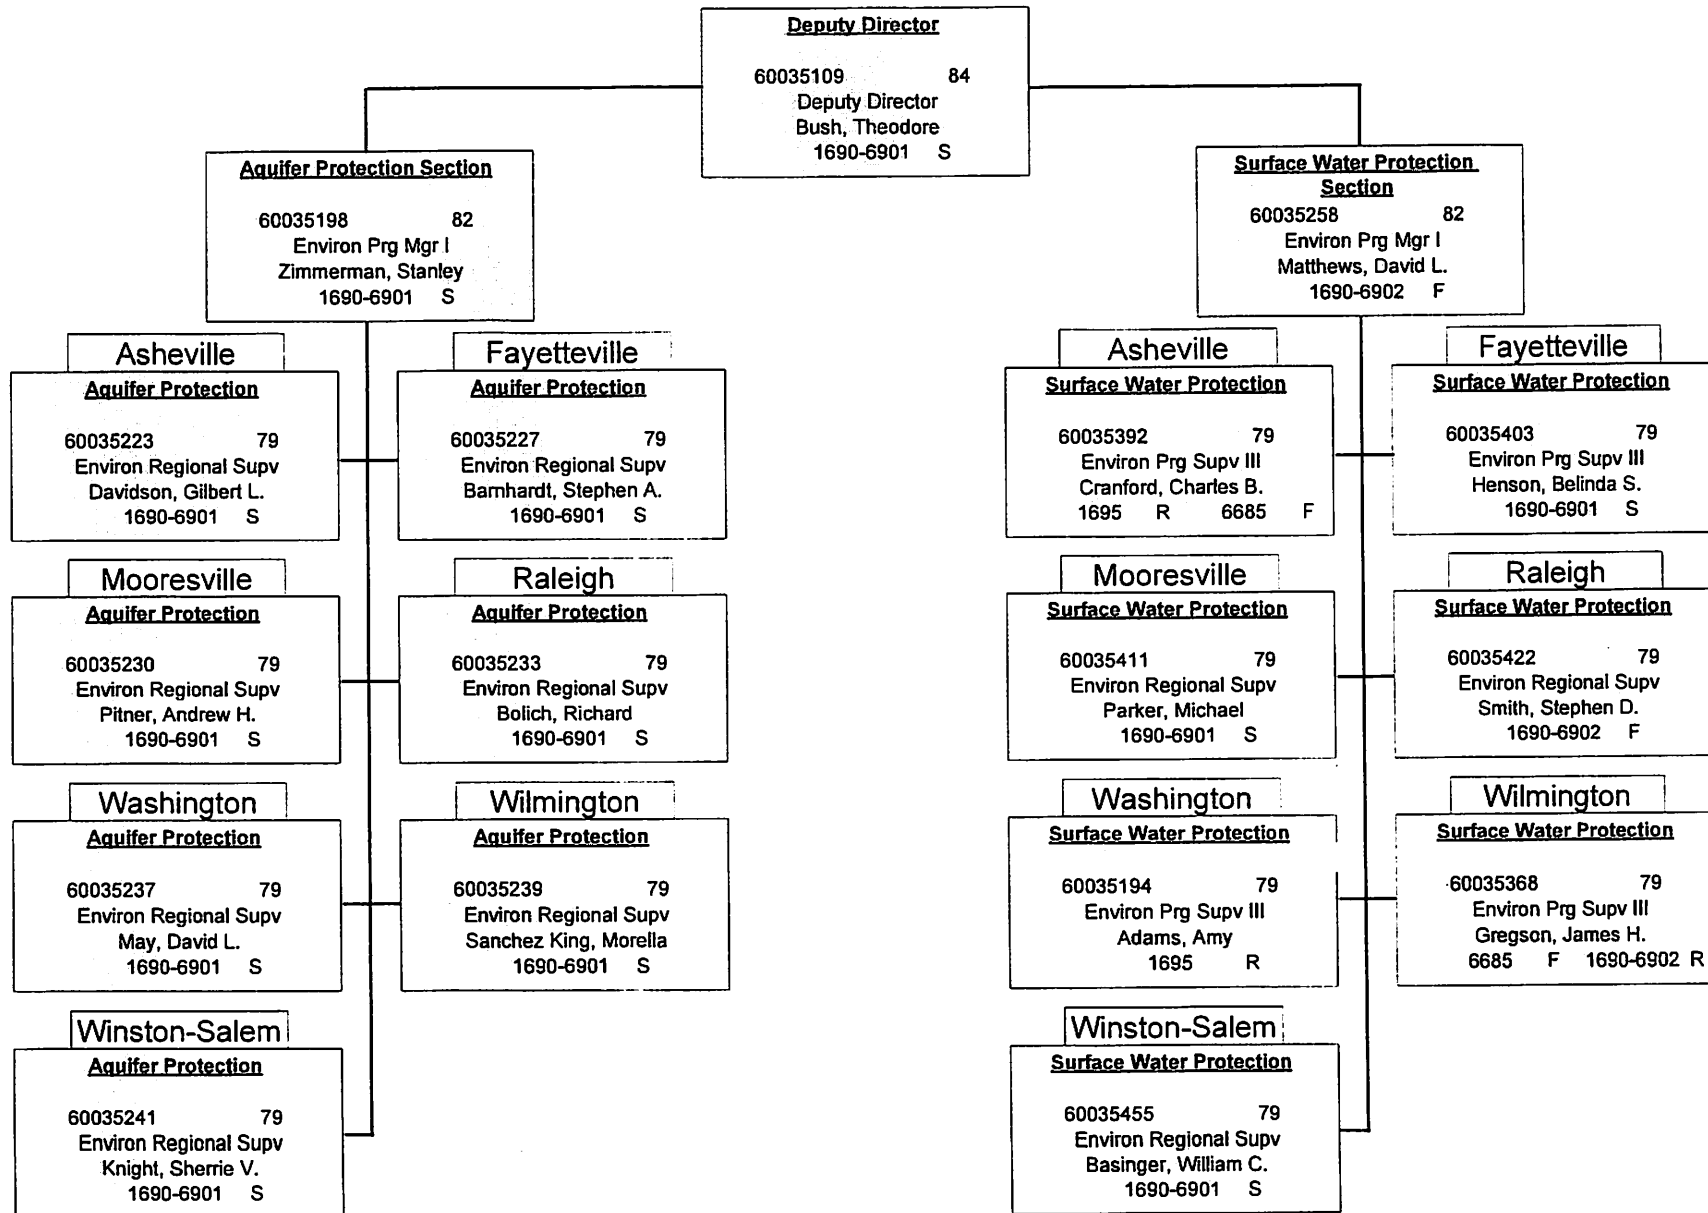 Deputy Director
60035109 84
Deputy Director
Bush, Theodore
1690-6901 S
Aquifer Protection Section
60035198 82
Environ Prg Mgr I
Zimmerman, Stanley
1690-6901 S
Surface Water Protection
Section
60035258 82
Environ Prg Mgr I
Matthews, David L.
1690-6902 F
Asheville
Aquifer Protection
60035223 79
Environ Regional Supv
Davidson, Gilbert L.
1690-6901 S
Fayetteville
Aquifer Protection
60035227 79
Environ Regional Supv
Barnhardt, Stephen A.
1690-6901 S
Mooresville
Aquifer Protection
60035230 79
Environ Regional Supv
Pitner, Andrew H.
1690-6901 S
Raleigh
Aquifer Protection
60035233 79
Environ Regional Supv
Bolich, Richard
1690-6901 S
Washington
Aquifer Protection
60035237 79
Environ Regional Supv
May, David L.
1690-6901 S
Wilmington
Aquifer Protection
60035239 79
Environ Regional Supv
Sanchez King, Morella
1690-6901 S
Winston-Salem
Aquifer Protection
60035241 79
Environ Regional Supv
Knight, Sherrie V.
1690-6901 S
Asheville
Surface Water Protection
60035392 79
Environ Prg Supv III
Cranford, Charles B.
1695 R 6685 F
Fayetteville
Surface Water Protection
60035403 79
Environ Prg Supv III
Henson, Belinda S.
1690-6901 S
Mooresville
Surface Water Protection
60035411 79
Environ Regional Supv
Parker, Michael
1690-6901 S
Raleigh
Surface Water Protection
60035422 79
Environ Regional Supv
Smith, Stephen D.
1690-6902 F
Washington
Surface Water Protection
60035194 79
Environ Prg Supv III
Adams, Amy
1695 R
Wilmington
Surface Water Protection
60035368 79
Environ Prg Supv III
Gregson, James H.
6685 F 1690-6902 R
Winston-Salem
Surface Water Protection
60035455 79
Environ Regional Supv
Basinger, William C.
1690-6901 S